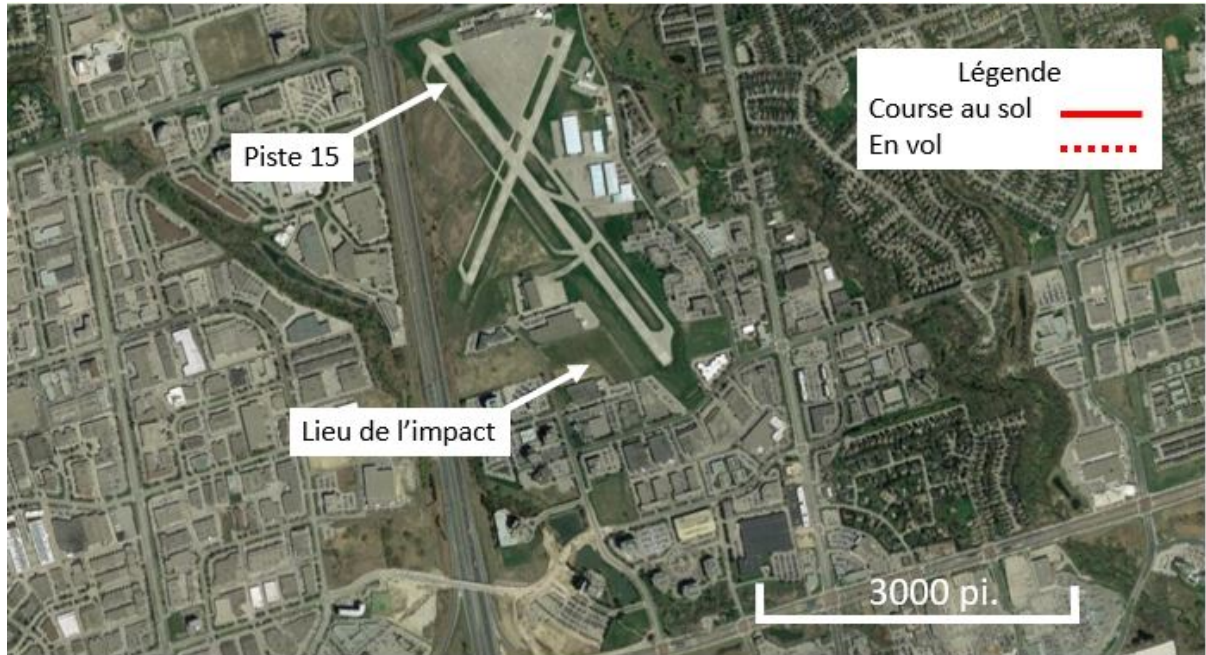 Légende
Course au sol
En vol
Piste 15
Lieu de l'impact
3000 pi.